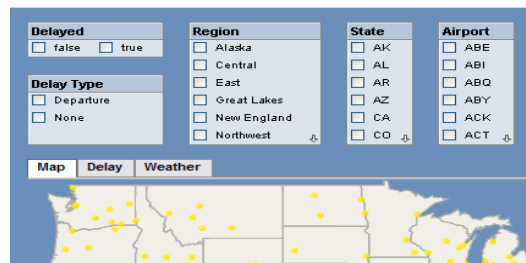 Delayed
false true
Delay Type
Departure
None
Region
Alaska
Central
East
Great Lakes
New England
Northwest
State
AK
AL
AR
AZ
CA
CO
Airport
ABE
ABI
ABQ
ABY
ACK
ACT
Map Delay Weather